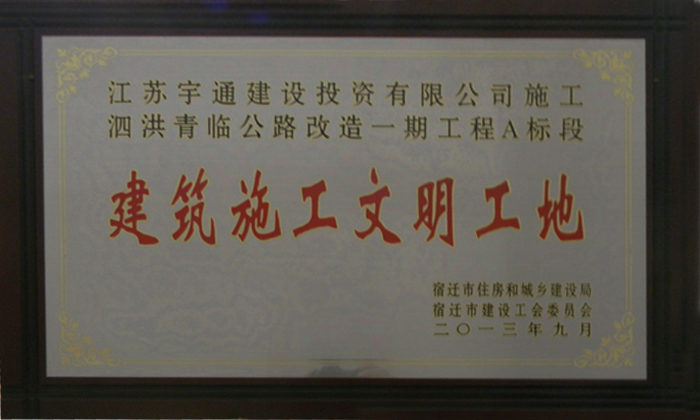 江苏宇通建设投资有限公司施工
泗洪青临公路改造一期工程A标段
建筑施工文明工地
宿迁市住房和城乡建设局
宿迁市建设工会委员会
二〇一三年九月